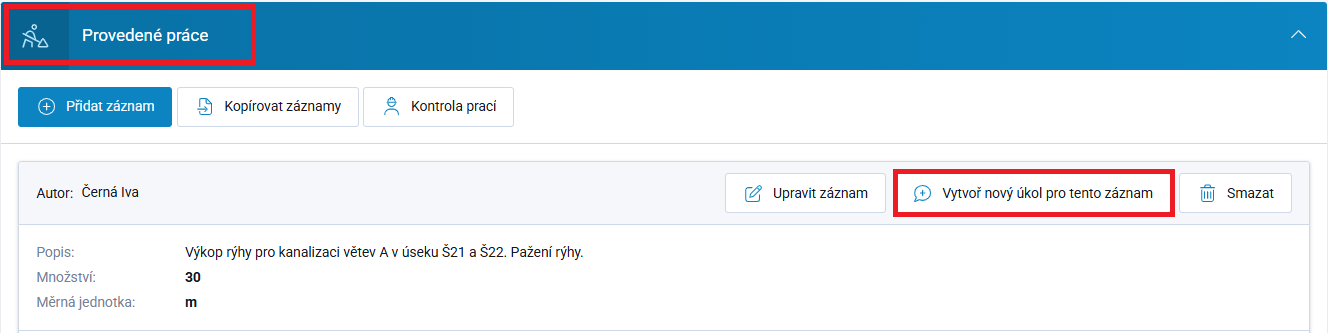 Provedené práce
Přidat záznam Kopírovat záznamy Kontrola prací
Autor: Černá Iva Upravit záznam Vytvoř nový úkol pro tento záznam Smazat
Popis: Výkop rýhy pro kanalizaci větev A v úseku Š21 a Š22. Pažení rýhy.
Množství: 30
Měrná jednotka: m